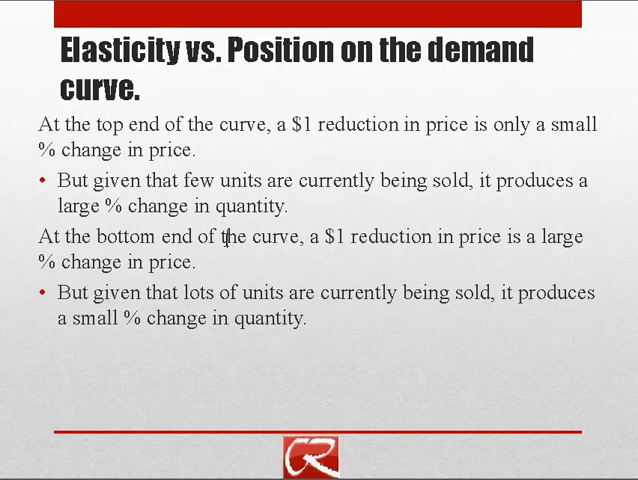 Elasticity vs. Position on the demand
curve.
At the top end of the curve, a $1 reduction in price is only a small
% change in price.
• But given that few units are currently being sold, it produces a
large % change in quantity.
At the bottom end of the curve, a $1 reduction in price is a large
% change in price.
• But given that lots of units are currently being sold, it produces
a small % change in quantity.
CR